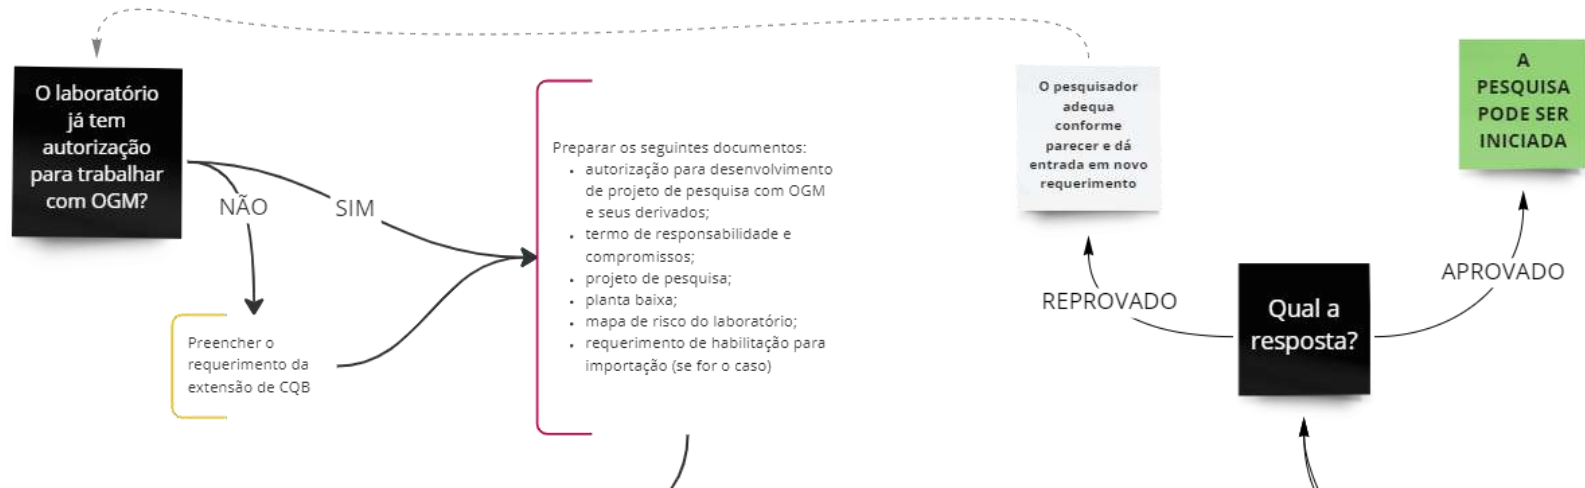 O laboratório
já tem
autorização
para trabalhar
com OGM?
NÃO
SIM
Preencher o
requerimento da
extensão de CQB
Preparar os seguintes documentos:
• autorização para desenvolvimento
de projeto de pesquisa com OGM
e seus derivados;
• termo de responsabilidade e
compromissos;
• projeto de pesquisa;
• planta baixa;
• mapa de risco do laboratório;
• requerimento de habilitação para
importação (se for o caso)
O pesquisador
adequa
conforme
parecer e dá
entrada em novo
requerimento
REPROVADO
Qual a
resposta?
APROVADO
A
PESQUISA
PODE SER
INICIADA